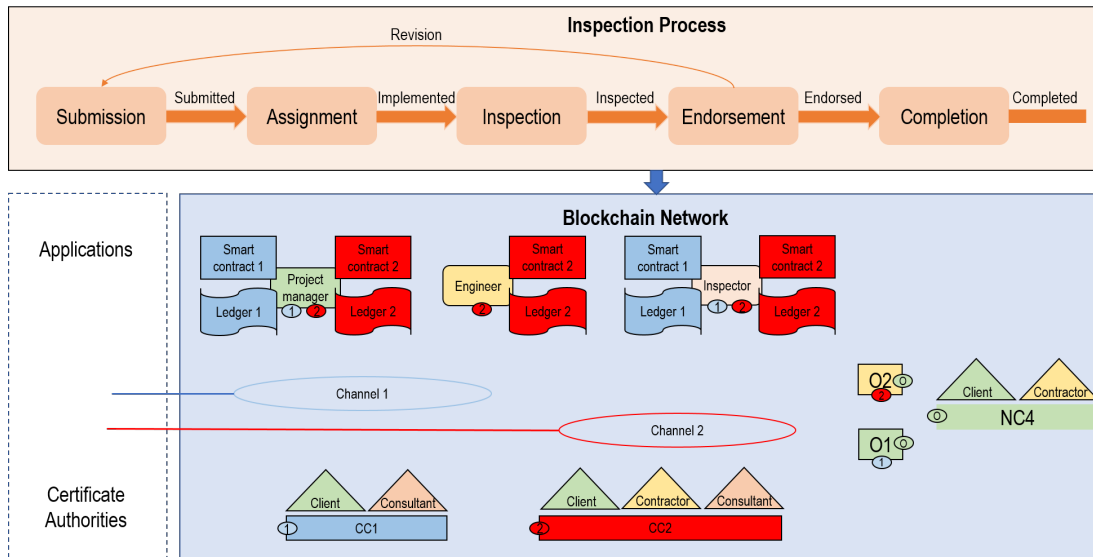 Inspection Process
Revision
Submitted
Implemented
Inspected
Endorsed
Completed
Submission
Assignment
Inspection
Endorsement
Completion
Applications
Blockchain Network
Smart
contract 1
Project
manager
1
2
Ledger 1
Smart
contract 2
Ledger 2
Engineer
2
Smart
contract 2
Ledger 2
Smart
contract 1
Inspector
1
2
Ledger 1
Smart
contract 2
Ledger 2
Channel 1
Channel 2
O2
O
2
O1
O
1
Client
Contractor
O
NC4
Certificate
Authorities
Client
Consultant
1
CC1
Client
Contractor
Consultant
2
CC2